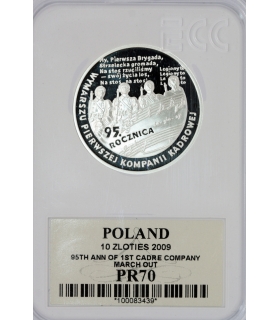 GCC
My, Pierwsza Brygada,
Strzelecka gromada,
Na stos rzuciliśmy
– swój życia los,
Na stos, na stos!
Legiony to
Legiony to
95.
ROCZNICA
WYMARSZU PIERWSZEJ KOMPANII KADROWEJ
POLAND
10 ZLOTIES 2009
95TH ANN OF 1ST CADRE COMPANY
MARCH OUT
PR70
*100083439*